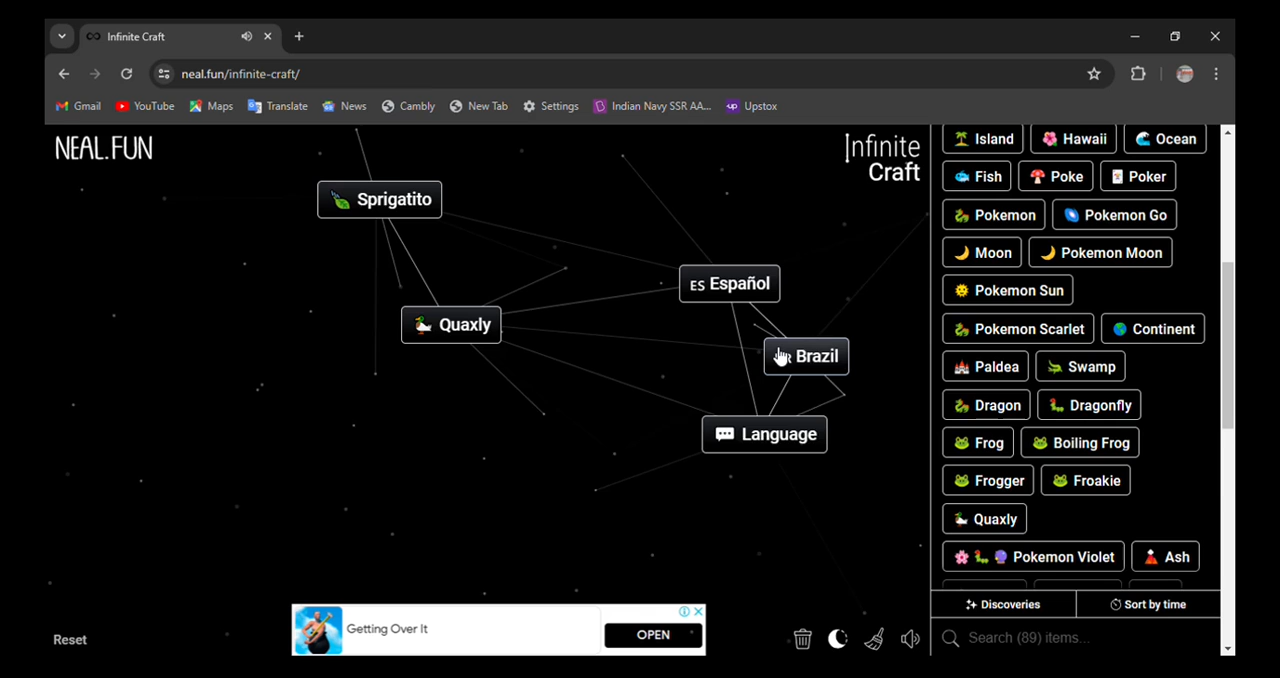 Infinite Craft
neal.fun/infinite-craft/
Gmail YouTube Maps Translate News Cambly New Tab Settings Indian Navy SSR AA... up Upstox
NEAL.FUN
Infinite
Craft
Sprigatito
ES Español
Quaxly
Brazil
Language
Island Hawaii Ocean
Fish Poke Poker
Pokemon Pokemon Go
Moon Pokemon Moon
Pokemon Sun
Pokemon Scarlet Continent
Paldea Swamp
Dragon Dragonfly
Frog Boiling Frog
Frogger Froakie
Quaxly
Pokemon Violet Ash
Discoveries Sort by time
Getting Over It
OPEN
Reset
Search (89) items...